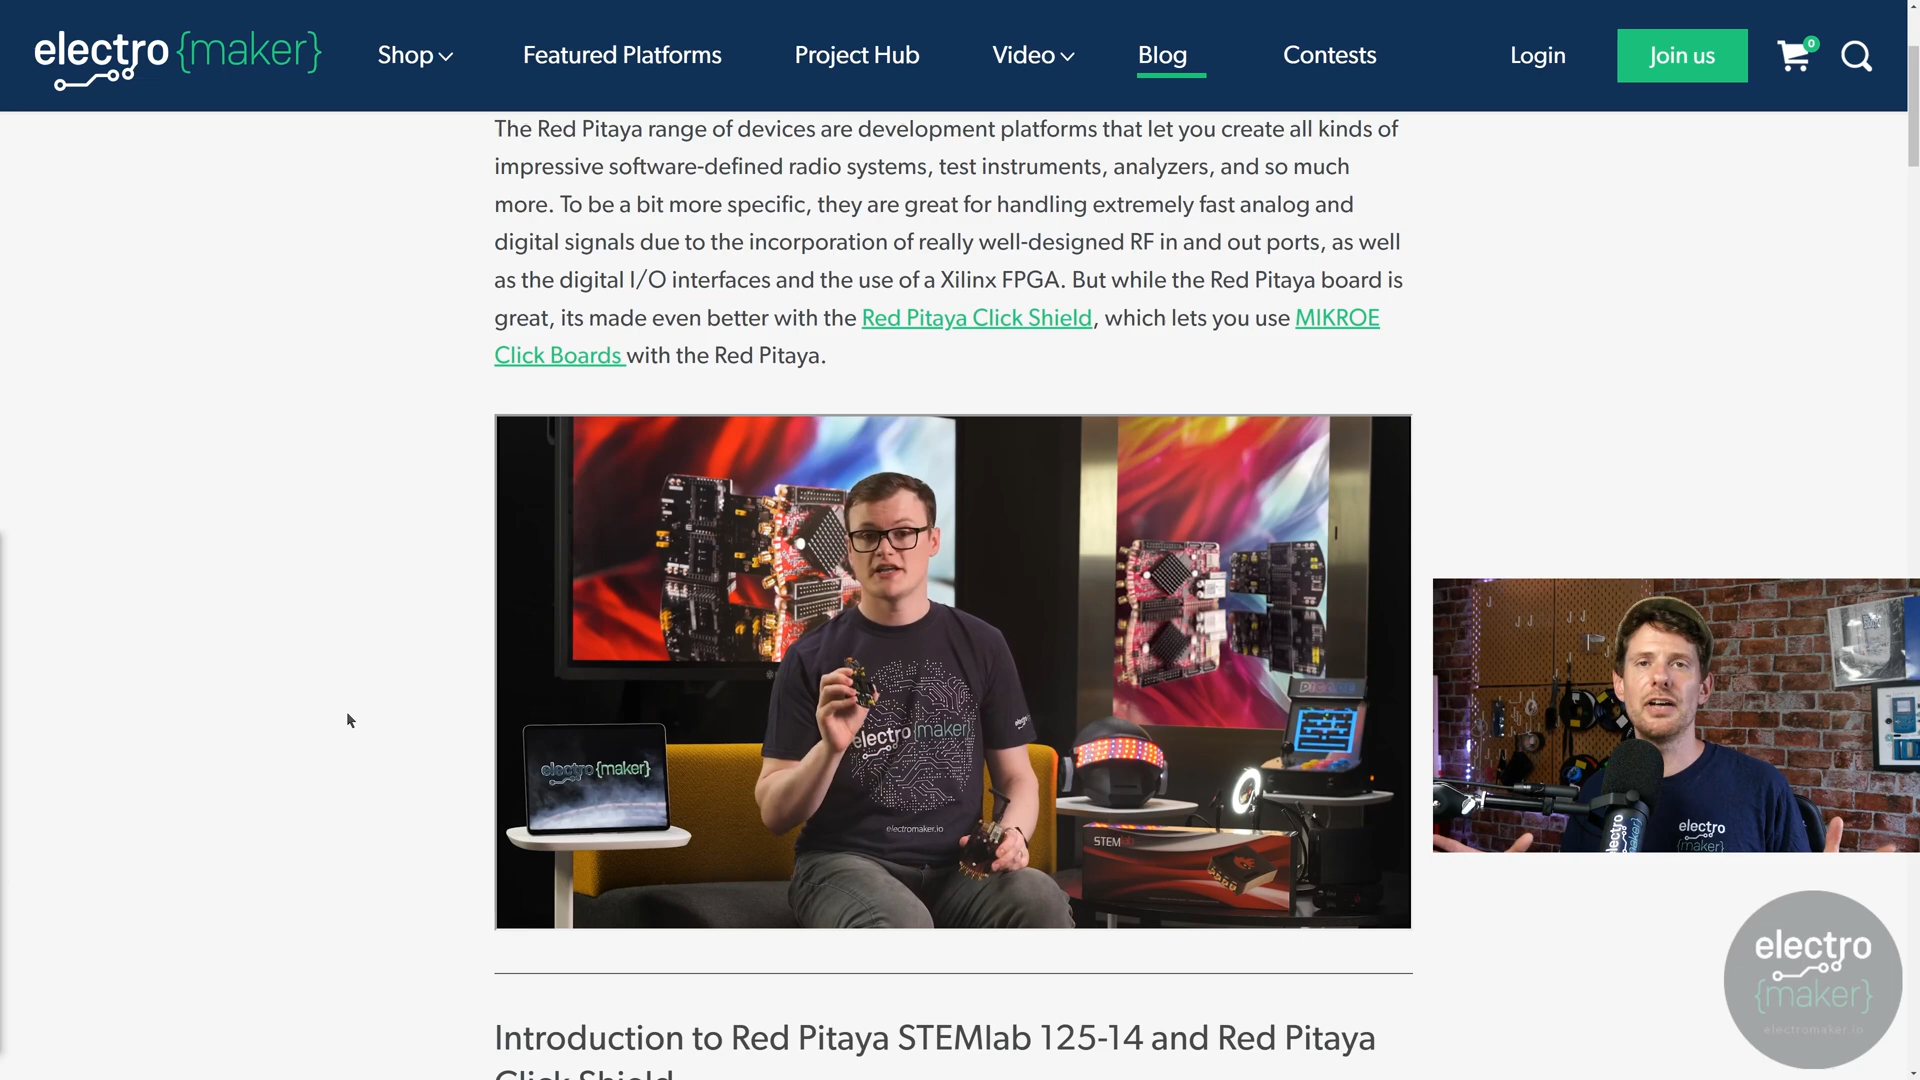 electro {maker}
Shop
Featured Platforms
Project Hub
Video
Blog
Contests
Login
Join us
0
The Red Pitaya range of devices are development platforms that let you create all kinds of
impressive software-defined radio systems, test instruments, analyzers, and so much
more. To be a bit more specific, they are great for handling extremely fast analog and
digital signals due to the incorporation of really well-designed RF in and out ports, as well
as the digital I/O interfaces and the use of a Xilinx FPGA. But while the Red Pitaya board is
great, its made even better with the Red Pitaya Click Shield, which lets you use MIKROE
Click Boards with the Red Pitaya.
electro {maker}
electro {maker}
electromaker.io
STEM
electro
{maker}
electro
electro
{maker}
electromaker.io
Introduction to Red Pitaya STEMlab 125-14 and Red Pitaya
Click Shield